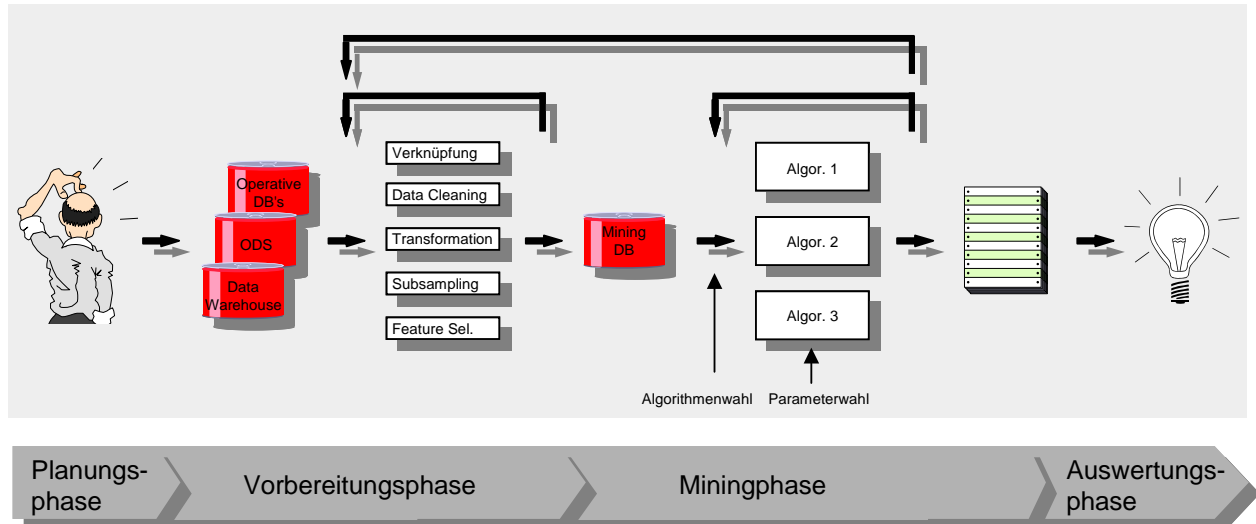 Operative
DB's
ODS
Data
Warehouse
Verknüpfung
Data Cleaning
Transformation
Subsampling
Feature Sel.
Mining
DB
Algor. 1
Algor. 2
Algor. 3
Algorithmenwahl
Parameterwahl
Planungs-
phase
Vorbereitungsphase
Miningphase
Auswertungs-
phase